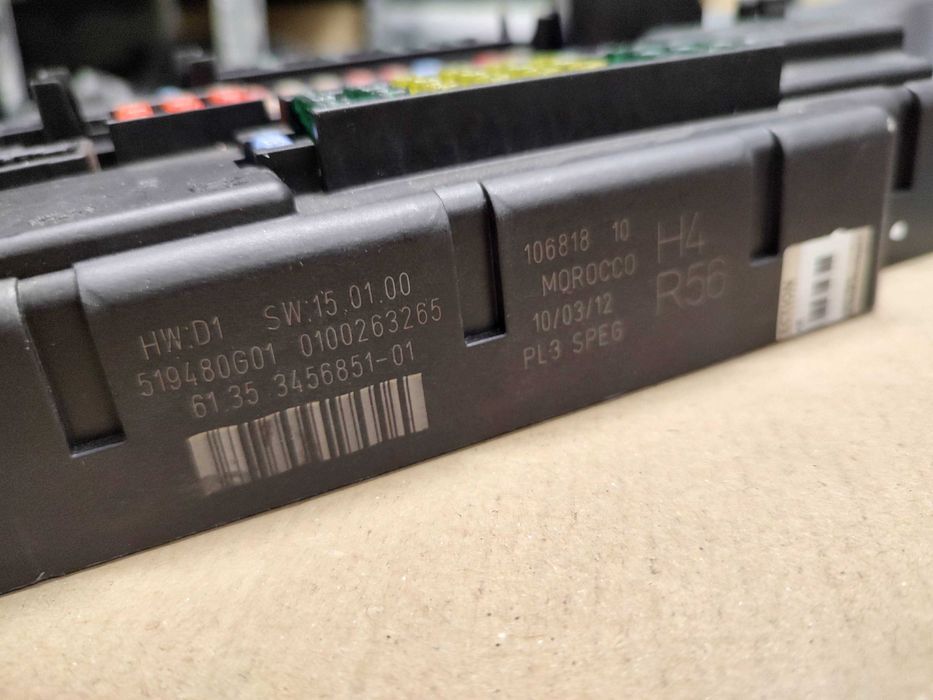 HW:D1 SW:15.01.00
519480G01 0100263265
61.35 3456851-01
106818 10
MOROCCO
10/03/12
PL3 SPEG
H4
R56